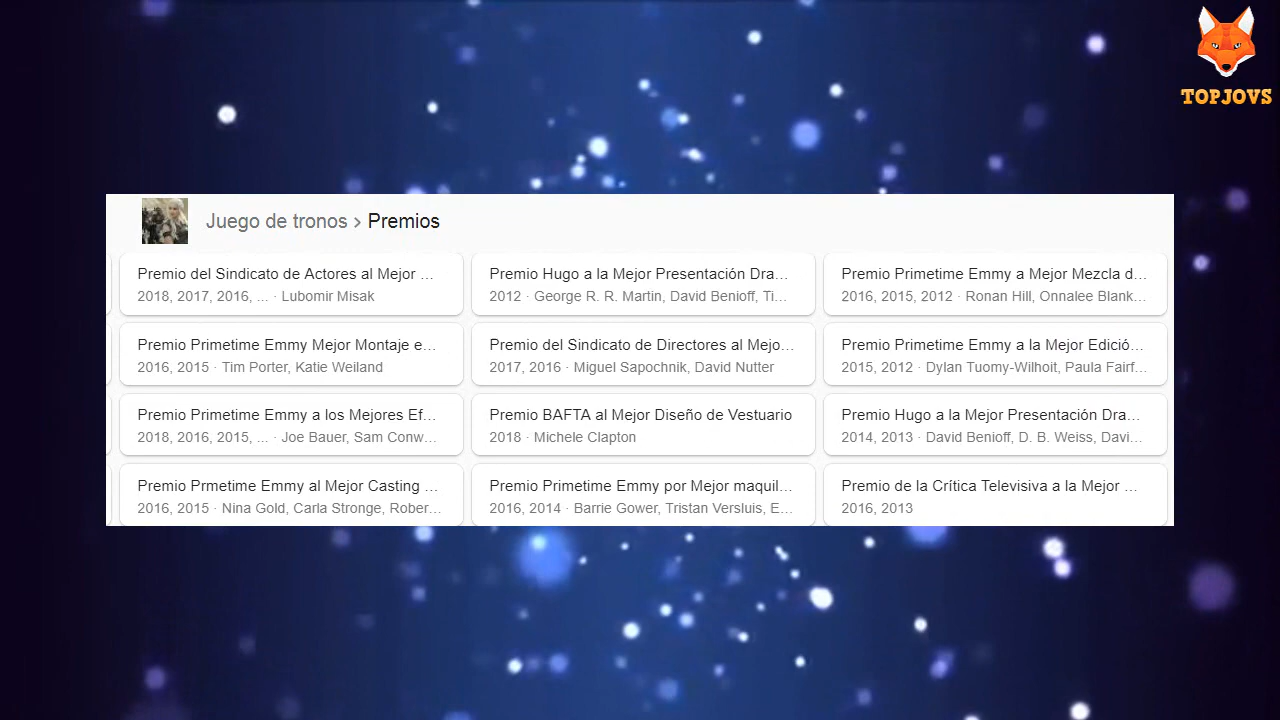 TOPJOVS
Juego de tronos › Premios
Premio del Sindicato de Actores al Mejor ...
2018, 2017, 2016, ... · Lubomir Misak
Premio Hugo a la Mejor Presentación Dra...
2012 · George R. R. Martin, David Benioff, Ti...
Premio Primetime Emmy a Mejor Mezcla d...
2016, 2015, 2012 · Ronan Hill, Onnalee Blank...
Premio Primetime Emmy Mejor Montaje e...
2016, 2015 · Tim Porter, Katie Weiland
Premio del Sindicato de Directores al Mejo...
2017, 2016 · Miguel Sapochnik, David Nutter
Premio Primetime Emmy a la Mejor Edició...
2015, 2012 · Dylan Tuomy-Wilhoit, Paula Fairf...
Premio Primetime Emmy a los Mejores Ef...
2018, 2016, 2015, ... · Joe Bauer, Sam Conw...
Premio BAFTA al Mejor Diseño de Vestuario
2018 · Michele Clapton
Premio Hugo a la Mejor Presentación Dra...
2014, 2013 · David Benioff, D. B. Weiss, Davi...
Premio Prmetime Emmy al Mejor Casting ...
2016, 2015 · Nina Gold, Carla Stronge, Rober...
Premio Primetime Emmy por Mejor maquil...
2016, 2014 · Barrie Gower, Tristan Versluis, E...
Premio de la Crítica Televisiva a la Mejor ...
2016, 2013